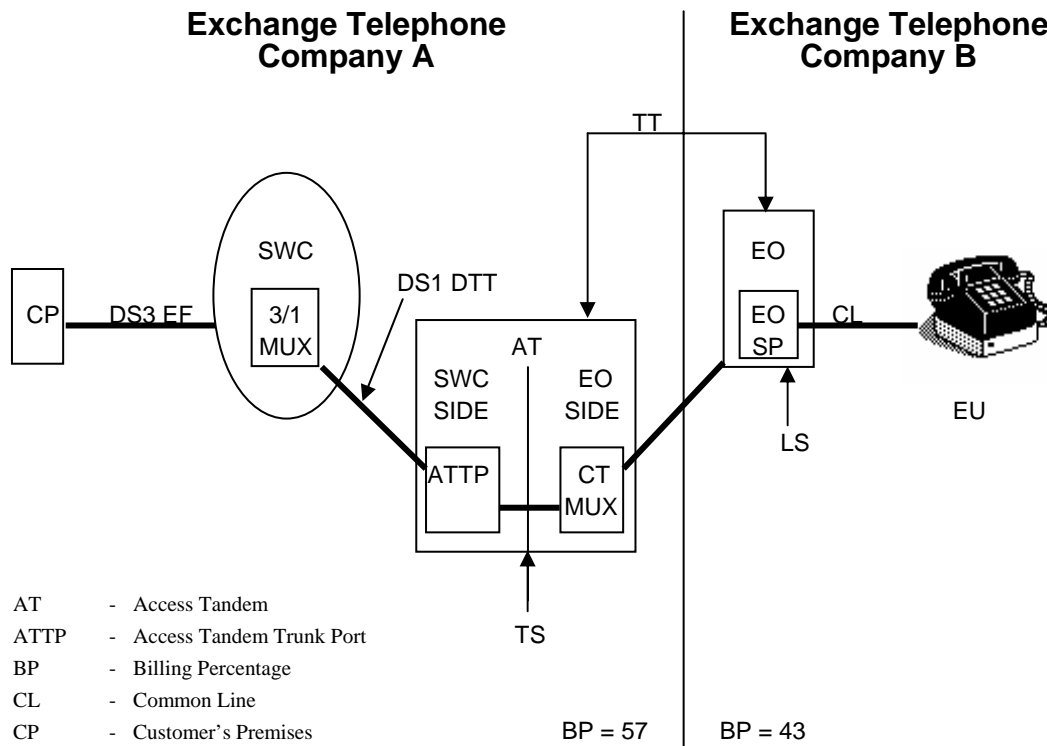 Exchange Telephone
Company A
Exchange Telephone
Company B
TT
SWC
EO
DS1 DTT
CP
DS3 EF
3/1
MUX
EO
SP
CL
AT
SWC
SIDE
EO
SIDE
EU
LS
ATTP
CT
MUX
TS
AT - Access Tandem
ATTP - Access Tandem Trunk Port
BP - Billing Percentage
CL - Common Line
CP - Customer's Premises
BP = 57
BP = 43